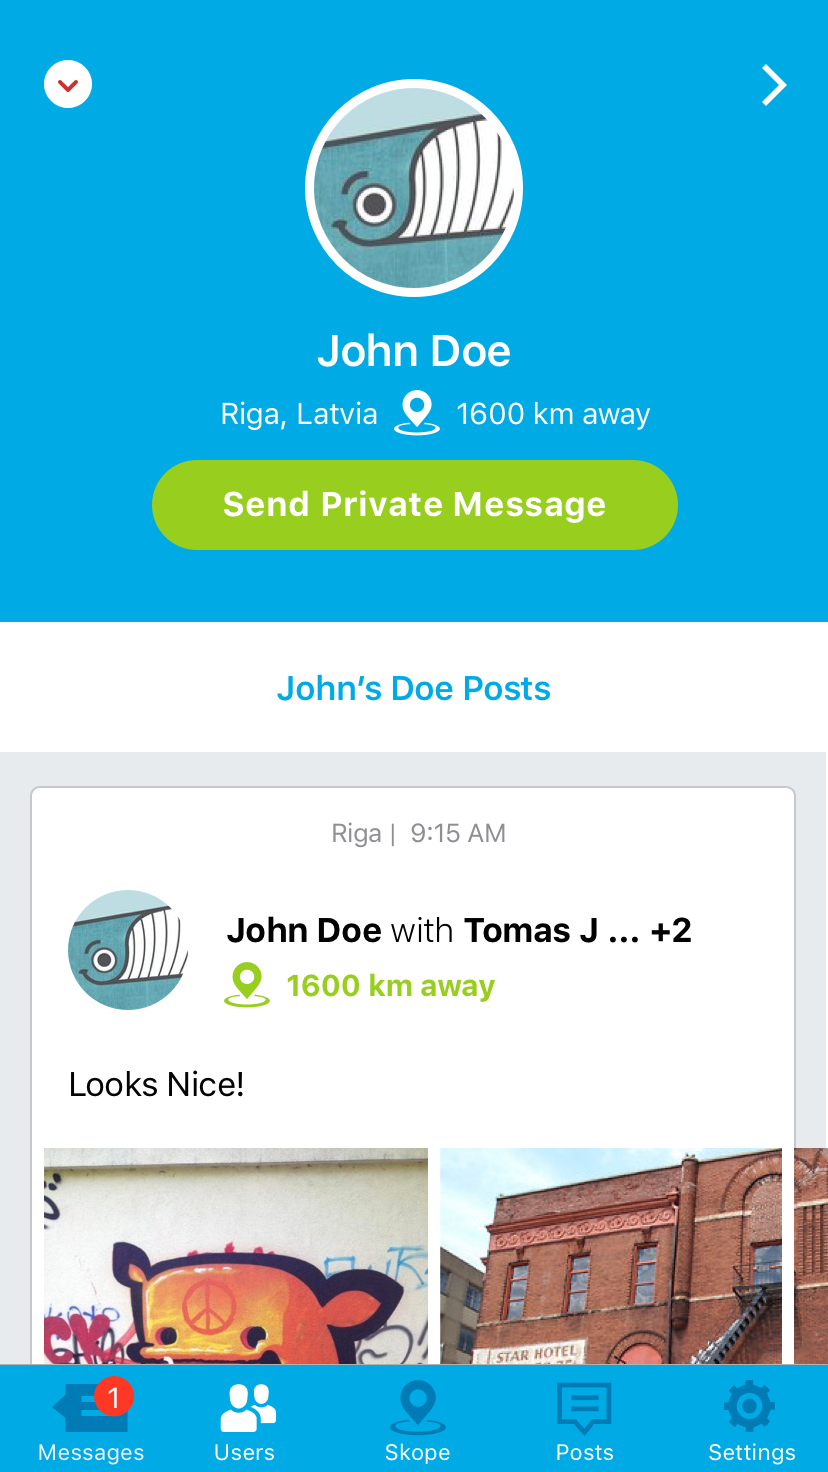 John Doe
Riga, Latvia 1600 km away
Send Private Message
John’s Doe Posts
Riga | 9:15 AM
John Doe with Tomas J ... +2
1600 km away
Looks Nice!
STAR HOTEL
1
Messages Users Skope Posts Settings